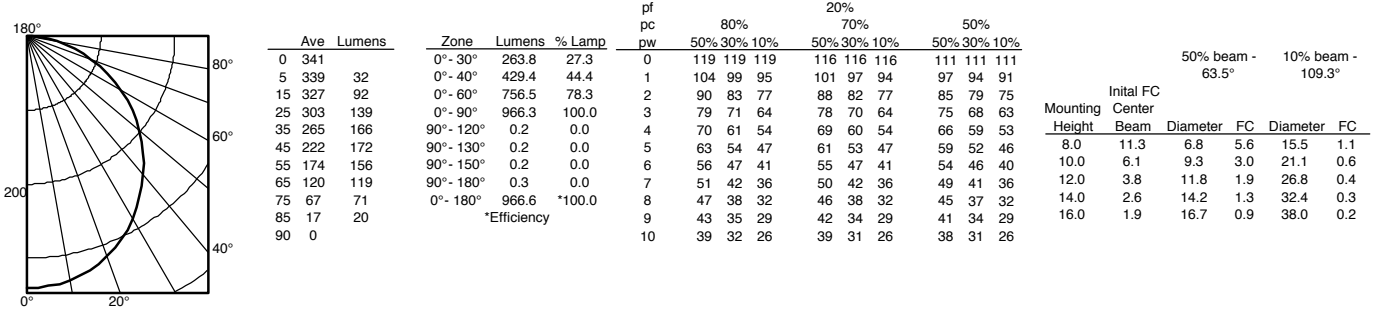 180°
80°
60°
200
40°
0° 20°
Ave Lumens
0 341
5 339 32
15 327 92
25 303 139
35 265 166
45 222 172
55 174 156
65 120 119
75 67 71
85 17 20
90 0
Zone Lumens % Lamp
0°- 30° 263.8 27.3
0°- 40° 429.4 44.4
0°- 60° 756.5 78.3
0°- 90° 966.3 100.0
90°- 120° 0.2 0.0
90°- 130° 0.2 0.0
90°- 150° 0.2 0.0
90°- 180° 0.3 0.0
0°- 180° 966.6 *100.0
*Efficiency
pf 20%
pc 80% 70% 50%
pw 50% 30% 10% 50% 30% 10% 50% 30% 10%
0 119 119 119 116 116 116 111 111 111
1 104 99 95 101 97 94 97 94 91
2 90 83 77 88 82 77 85 79 75
3 79 71 64 78 70 64 75 68 63
4 70 61 54 69 60 54 66 59 53
5 63 54 47 61 53 47 59 52 46
6 56 47 41 55 47 41 54 46 40
7 51 42 36 50 42 36 49 41 36
8 47 38 32 46 38 32 45 37 32
9 43 35 29 42 34 29 41 34 29
10 39 32 26 39 31 26 38 31 26
50% beam - 10% beam -
63.5° 109.3°
Inital FC
Mounting Center
Height Beam Diameter FC Diameter FC
8.0 11.3 6.8 5.6 15.5 1.1
10.0 6.1 9.3 3.0 21.1 0.6
12.0 3.8 11.8 1.9 26.8 0.4
14.0 2.6 14.2 1.3 32.4 0.3
16.0 1.9 16.7 0.9 38.0 0.2